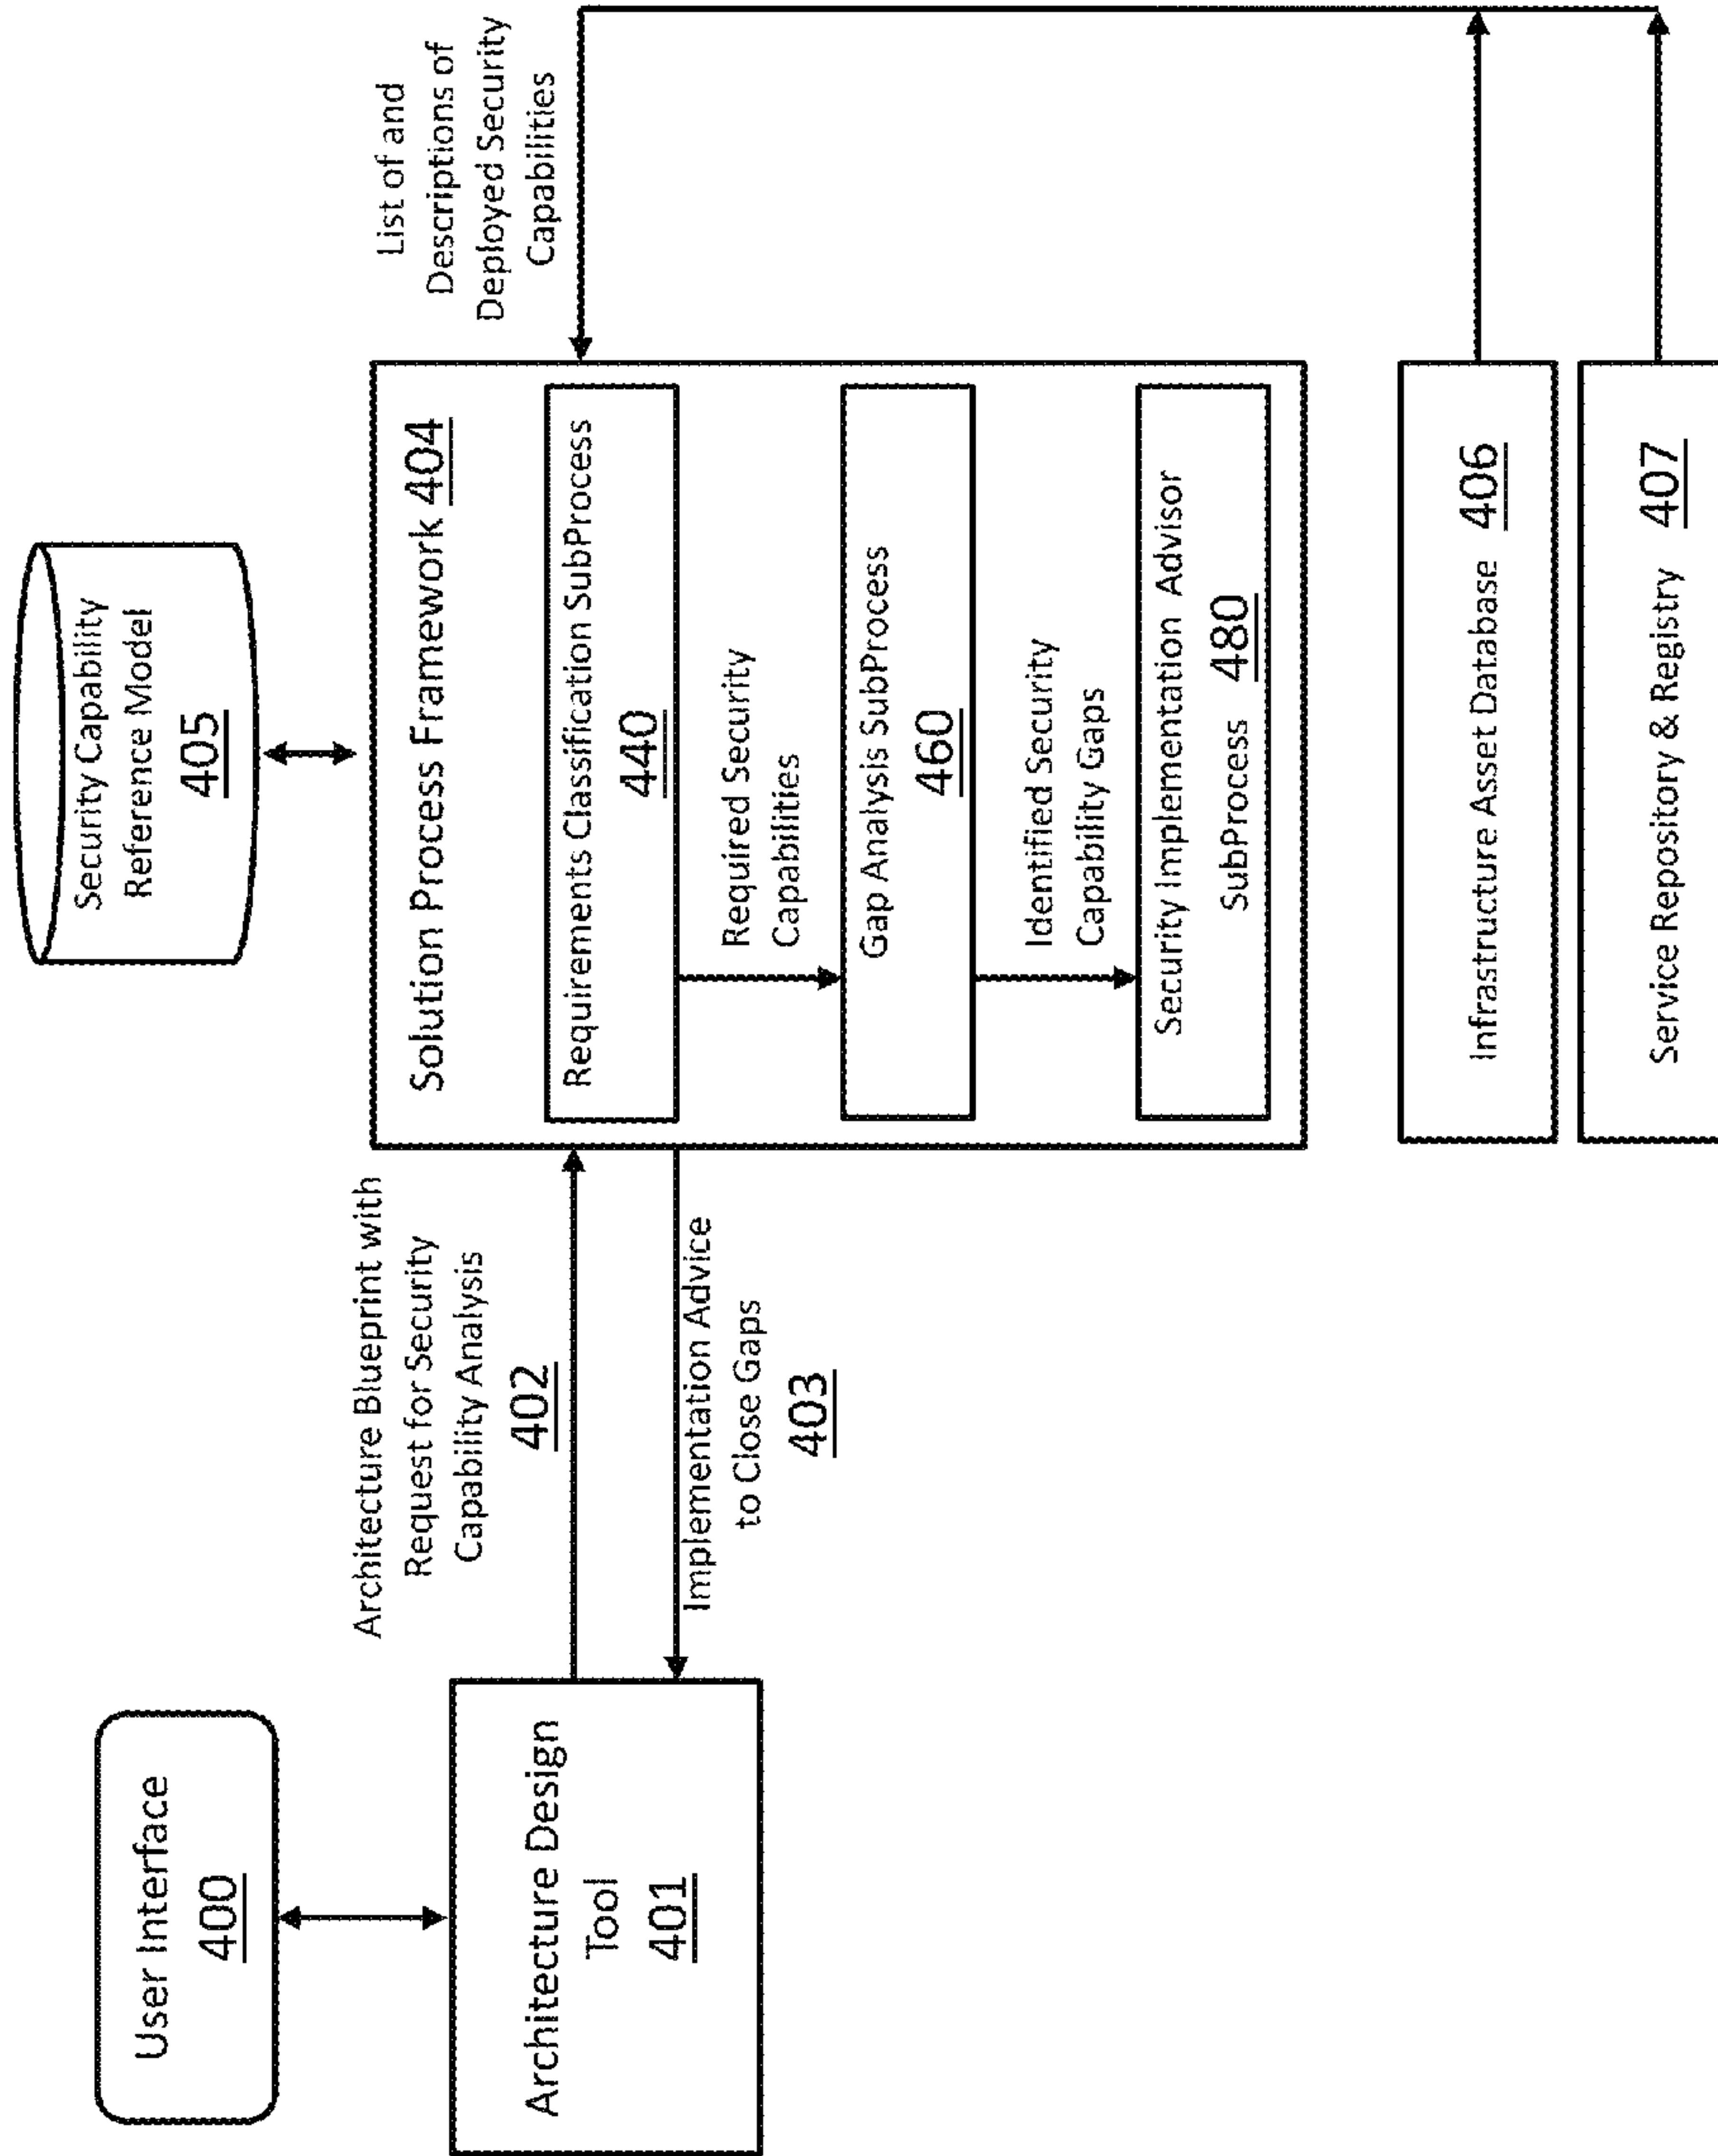 User Interface
400
Architecture Design
Tool
401
Architecture Blueprint with
Request for Security
Capability Analysis
402
Implementation Advice
to Close Gaps
403
Security Capability
Reference Model
405
Solution Process Framework 404
Requirements Classification SubProcess
440
Required Security
Capabilities
Gap Analysis SubProcess
460
Identified Security
Capability Gaps
Security Implementation Advisor
SubProcess 480
List of and
Descriptions of
Deployed Security
Capabilities
Infrastructure Asset Database 406
Service Repository & Registry 407